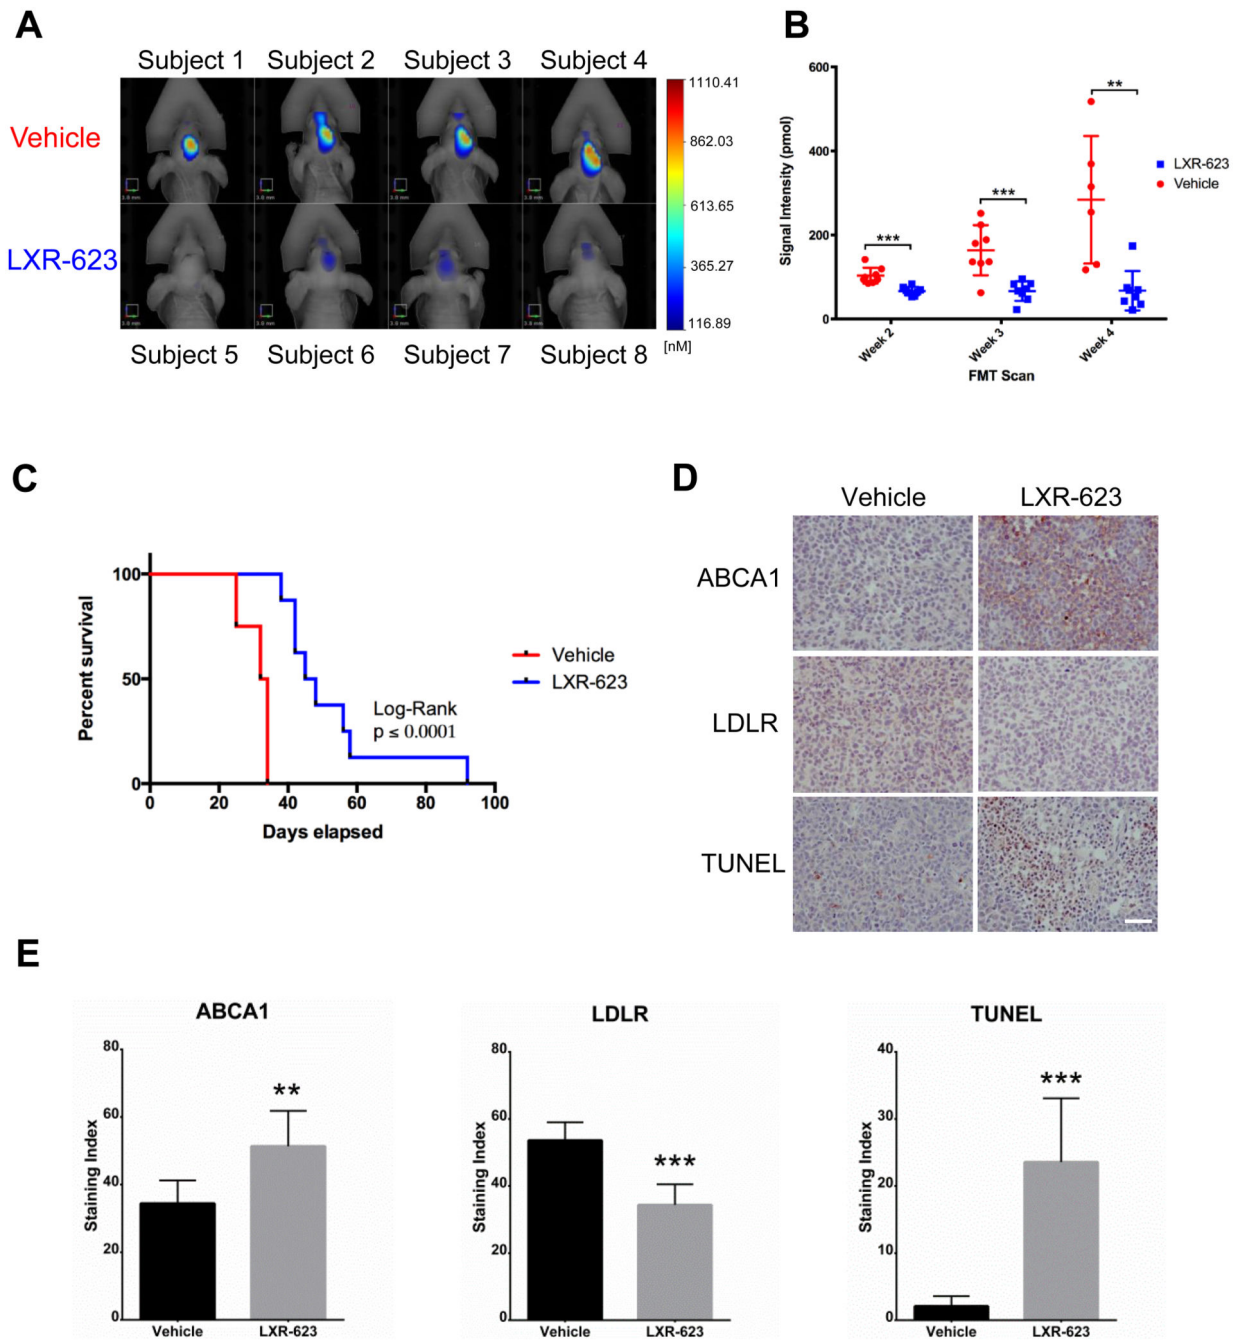 A
Subject 1 Subject 2 Subject 3 Subject 4
Vehicle
LXR-623
Subject 5 Subject 6 Subject 7 Subject 8
1110.41
862.03
613.65
365.27
116.89
[nM]
3.8 mm
B
600
400
200
0
Signal Intensity (pmol)
***
***
**
LXR-623
Vehicle
Week 2 Week 3 Week 4
FMT Scan
C
100
50
0
Percent survival
0 20 40 60 80 100
Days elapsed
Vehicle
LXR-623
Log-Rank
p ≤ 0.0001
D
Vehicle LXR-623
ABCA1
LDLR
TUNEL
E
ABCA1
80
60
40
20
0
Staining Index
**
Vehicle LXR-623
LDLR
80
60
40
20
0
Staining Index
***
Vehicle LXR-623
TUNEL
40
30
20
10
0
Staining Index
***
Vehicle LXR-623